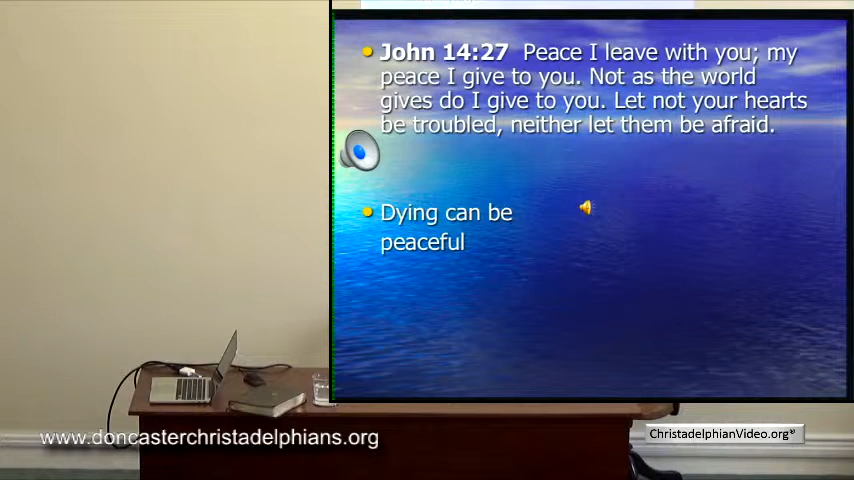 John 14:27 Peace I leave with you; my
peace I give to you. Not as the world
gives do I give to you. Let not your hearts
be troubled, neither let them be afraid.
Dying can be
peaceful
www.doncasterchristadelphians.org
ChristadelphianVideo.org®